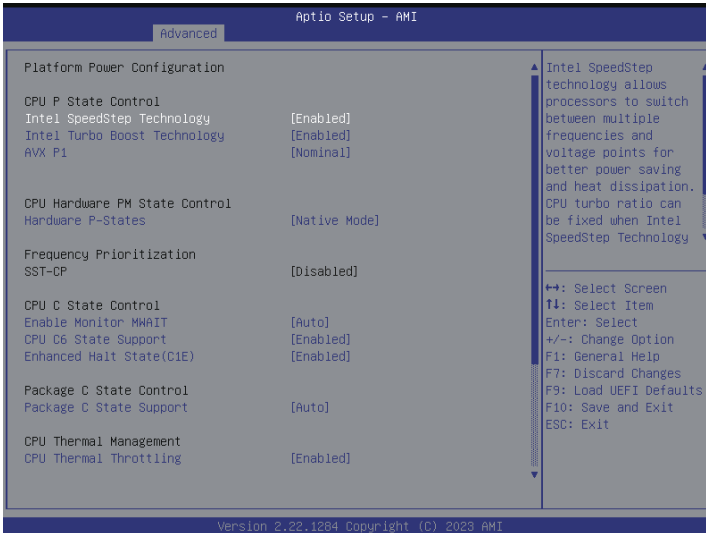 Aptio Setup - AMI
Advanced
Platform Power Configuration
CPU P State Control
Intel SpeedStep Technology [Enabled]
Intel Turbo Boost Technology [Enabled]
AVX P1 [Nominal]
CPU Hardware PM State Control
Hardware P-States [Native Mode]
Frequency Prioritization
SST-CP [Disabled]
CPU C State Control
Enable Monitor MWAIT [Auto]
CPU C6 State Support [Enabled]
Enhanced Halt State(C1E) [Enabled]
Package C State Control
Package C State Support [Auto]
CPU Thermal Management
CPU Thermal Throttling [Enabled]
Intel SpeedStep
technology allows
processors to switch
between multiple
frequencies and
voltage points for
better power saving
and heat dissipation.
CPU turbo ratio can
be fixed when Intel
SpeedStep Technology
↔: Select Screen
↑↓: Select Item
Enter: Select
+/-: Change Option
F1: General Help
F7: Discard Changes
F9: Load UEFI Defaults
F10: Save and Exit
ESC: Exit
Version 2.22.1284 Copyright (C) 2023 AMI